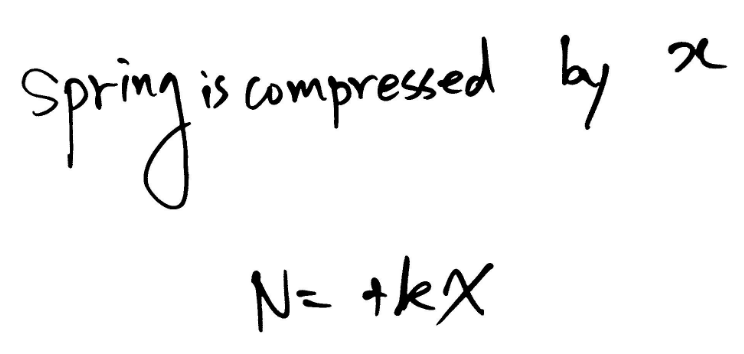 Spring is compressed by x
N= +kX